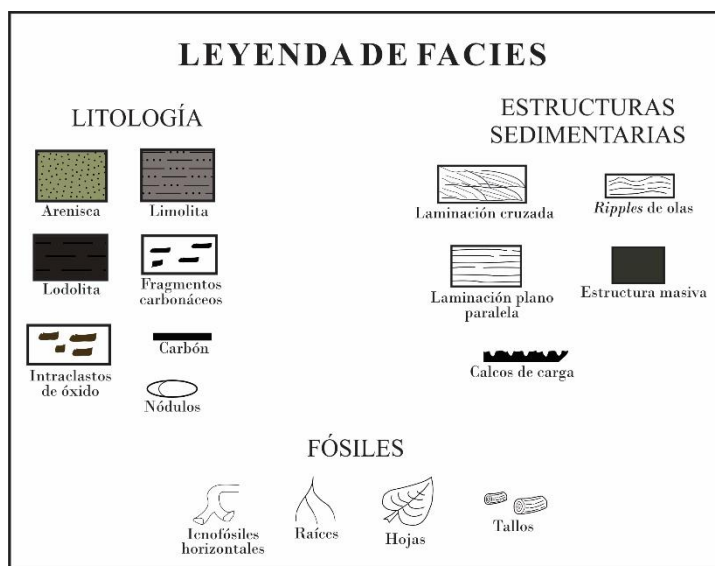 LEYENDA DE FACIES
LITOLOGÍA
Arenisca
Limolita
Lodolita
Fragmentos
carbonáceos
Intraclastos
de óxido
Carbón
Nódulos
ESTRUCTURAS
SEDIMENTARIAS
Laminación cruzada
Ripples de olas
Laminación plano
paralela
Estructura masiva
Calcos de carga
FÓSILES
Icnofósiles
horizontales
Raíces
Hojas
Tallos